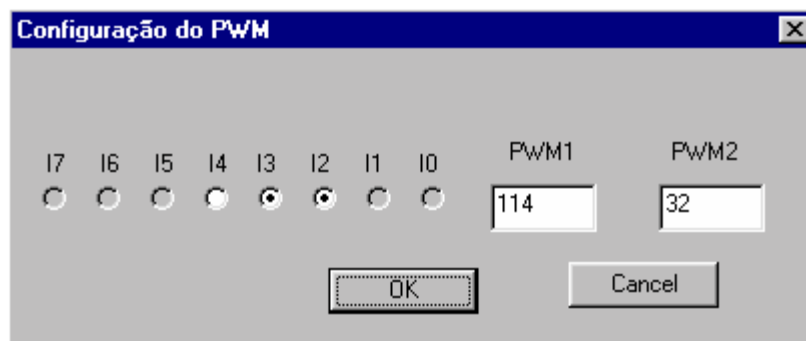 Configuração do PWM
I7 I6 I5 I4 I3 I2 I1 I0 PWM1 PWM2
114 32
OK Cancel